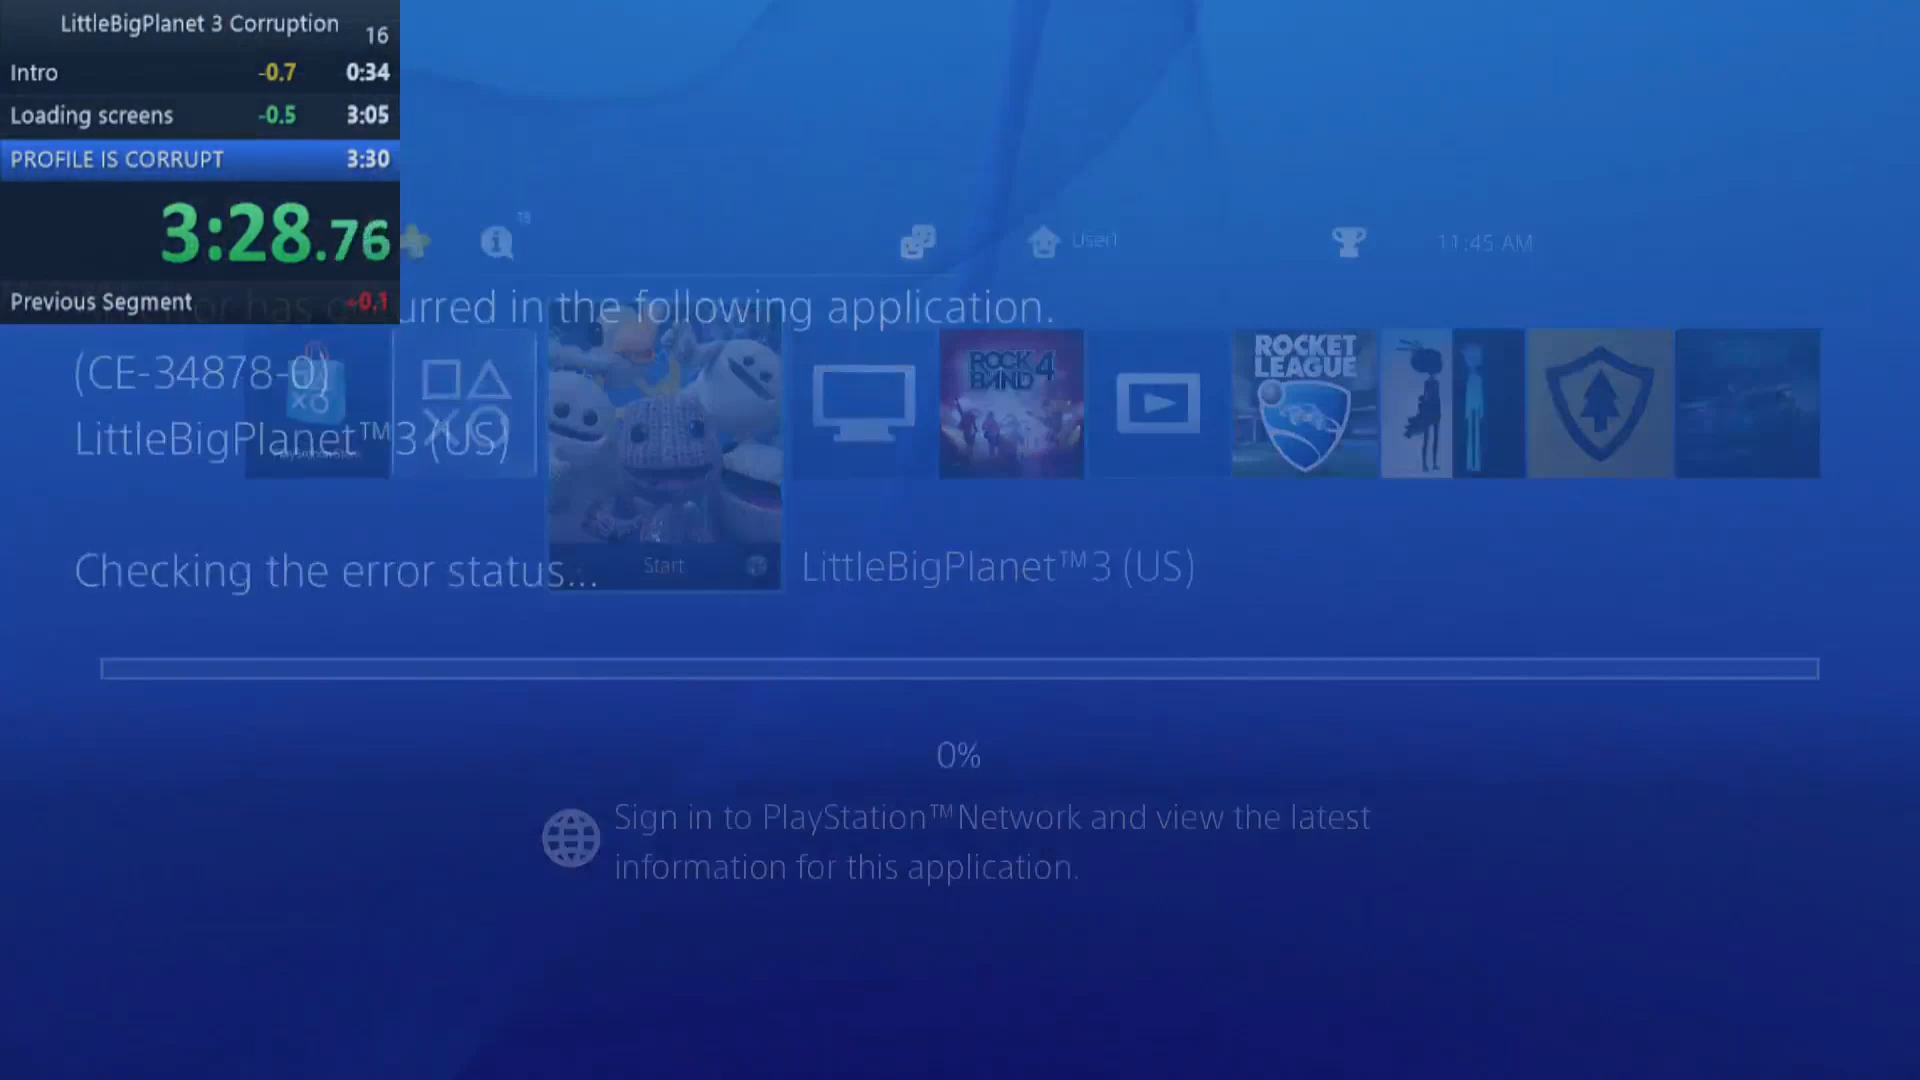 LittleBigPlanet 3 Corruption
16
Intro -0.7 0:34
Loading screens -0.5 3:05
PROFILE IS CORRUPT 3:30
3:28.76
Previous Segment -0.1
18
User1
11:45 AM
has occurred in the following application.
(CE-34878-0)
LittleBigPlanet™3 (US)
ROCK BAND 4
ROCKET LEAGUE
Checking the error status...
Start
LittleBigPlanet™3 (US)
0%
Sign in to PlayStation™Network and view the latest
information for this application.